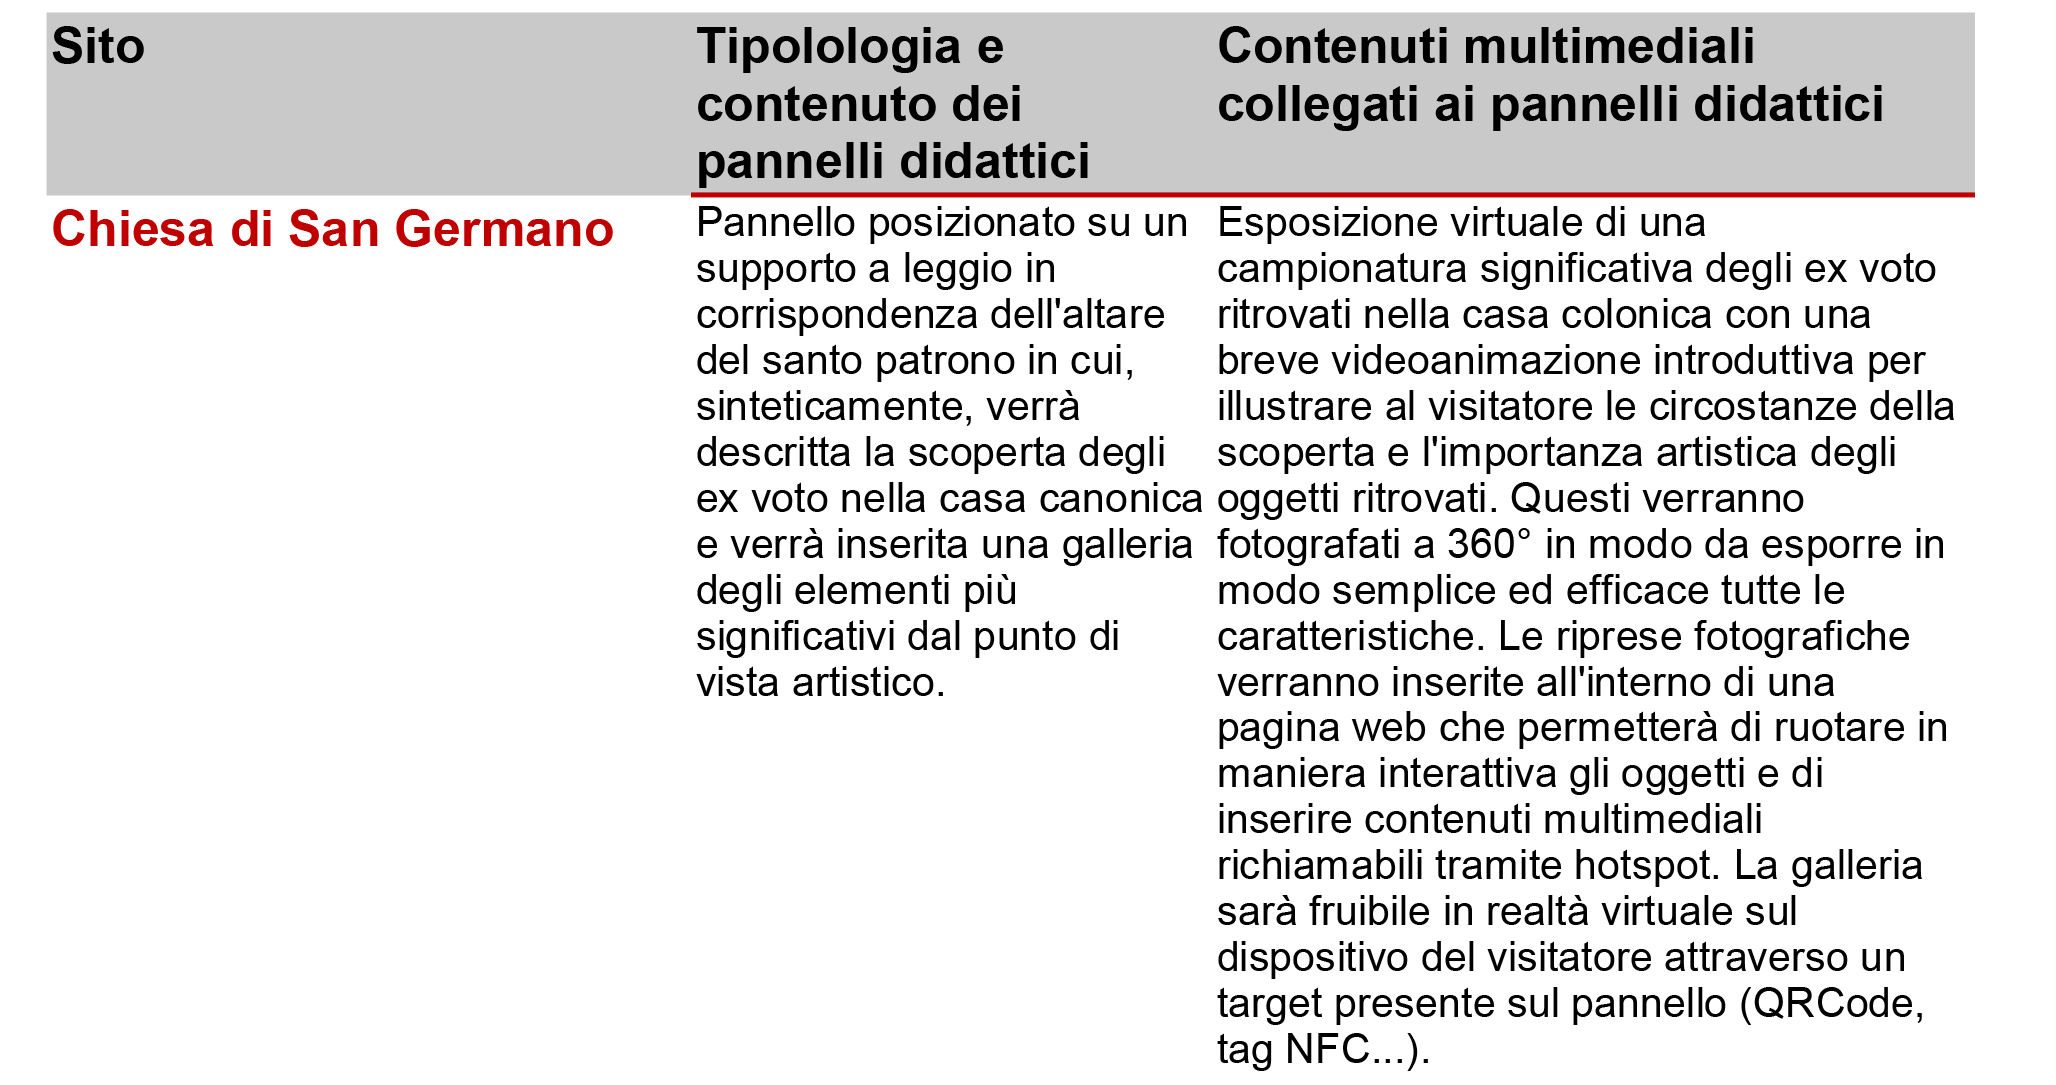 Sito
Tipolologia e
contenuto dei
pannelli didattici
Contenuti multimediali
collegati ai pannelli didattici
Chiesa di San Germano
Pannello posizionato su un
supporto a leggio in
corrispondenza dell'altare
del santo patrono in cui,
sinteticamente, verrà
descritta la scoperta degli
ex voto nella casa canonica
e verrà inserita una galleria
degli elementi più
significativi dal punto di
vista artistico.
Esposizione virtuale di una
campionatura significativa degli ex voto
ritrovati nella casa colonica con una
breve videoanimazione introduttiva per
illustrare al visitatore le circostanze della
scoperta e l'importanza artistica degli
oggetti ritrovati. Questi verranno
fotografati a 360° in modo da esporre in
modo semplice ed efficace tutte le
caratteristiche. Le riprese fotografiche
verranno inserite all'interno di una
pagina web che permetterà di ruotare in
maniera interattiva gli oggetti e di
inserire contenuti multimediali
richiamabili tramite hotspot. La galleria
sarà fruibile in realtà virtuale sul
dispositivo del visitatore attraverso un
target presente sul pannello (QRCode,
tag NFC...).